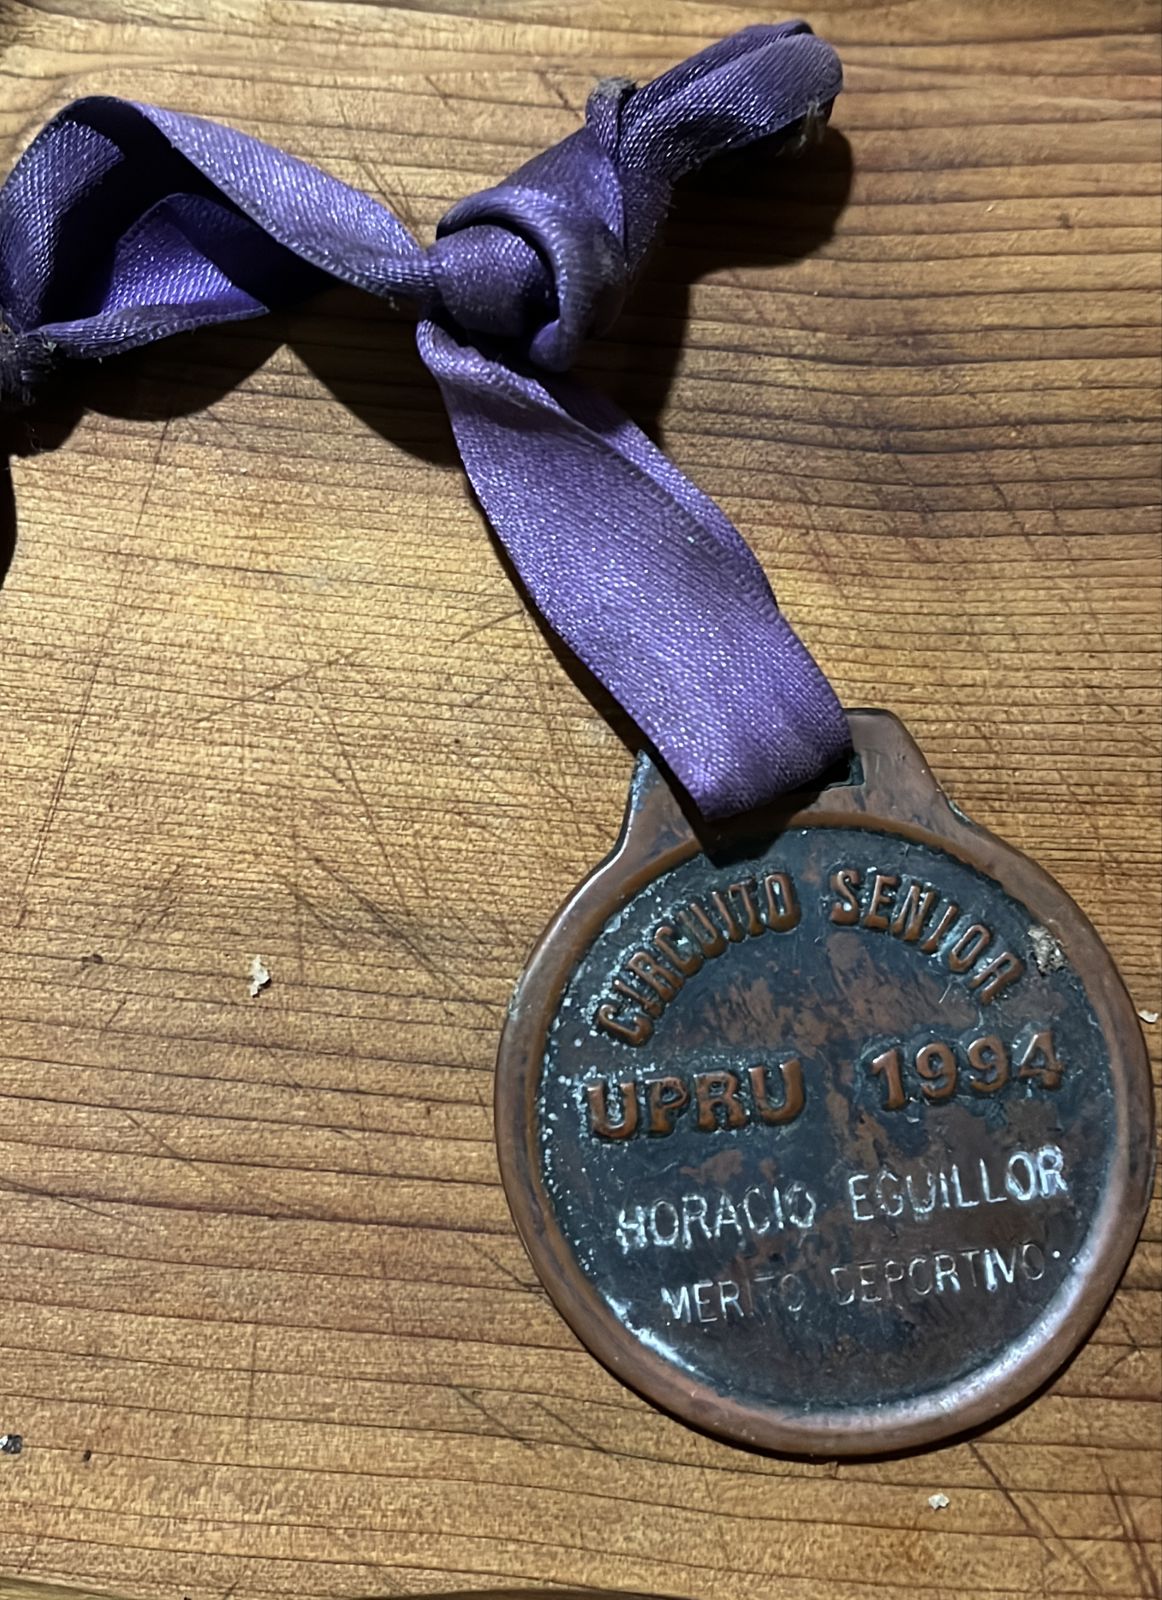 CIRCUITO SENIOR
UPRU 1994
HORACIO EGUILLOR
MERITO DEPORTIVO.